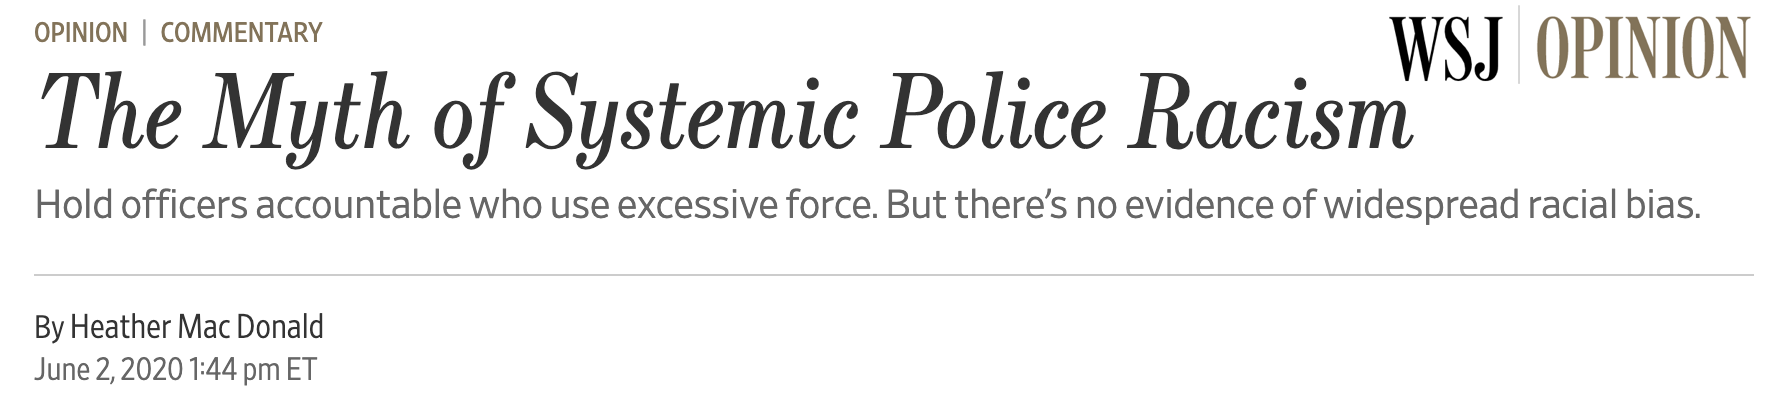 OPINION | COMMENTARY
WSJ | OPINION
The Myth of Systemic Police Racism
Hold officers accountable who use excessive force. But there’s no evidence of widespread racial bias.
By Heather Mac Donald
June 2, 2020 1:44 pm ET